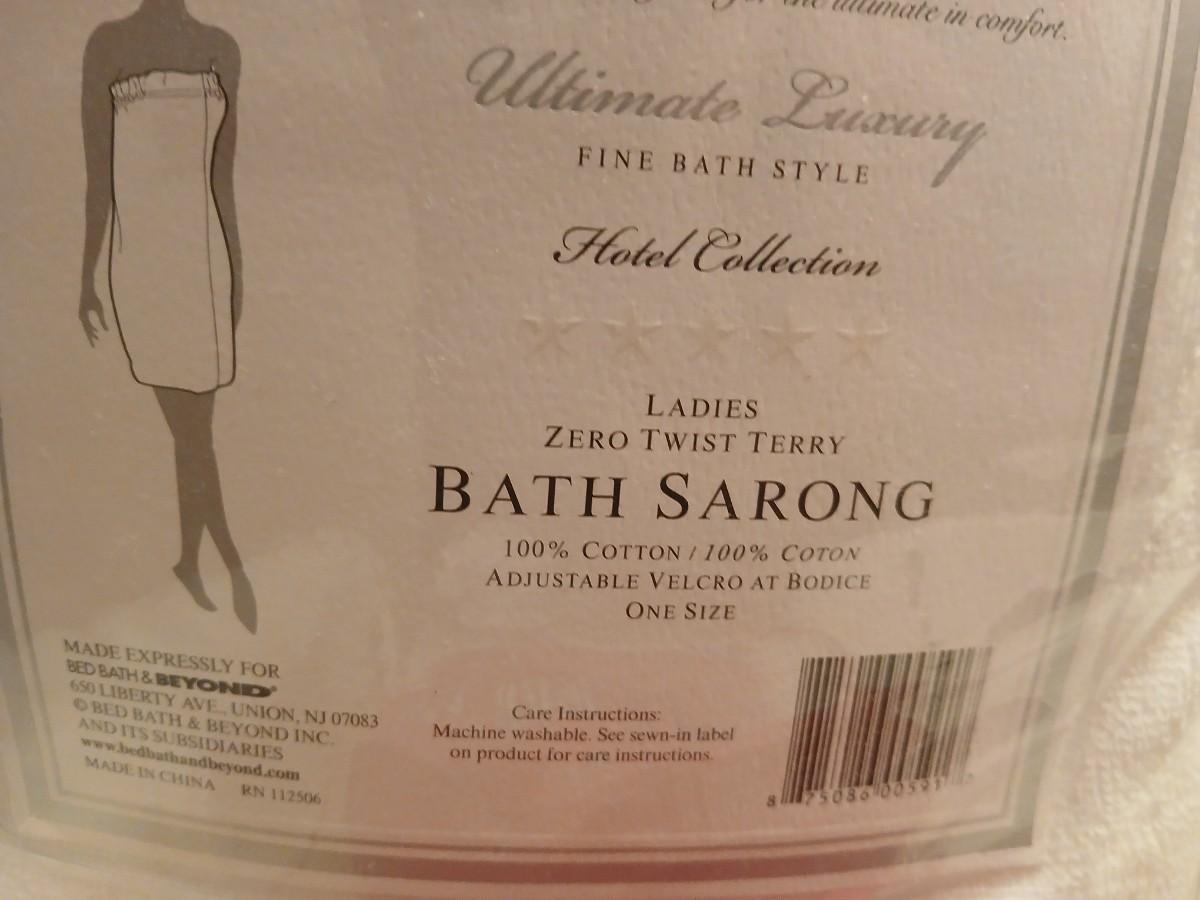 the ultimate in comfort.
Ultimate Luxury
FINE BATH STYLE
Hotel Collection
LADIES
ZERO TWIST TERRY
BATH SARONG
100% COTTON / 100% COTON
ADJUSTABLE VELCRO AT BODICE
ONE SIZE
MADE EXPRESSLY FOR
BED BATH & BEYOND®
650 LIBERTY AVE., UNION, NJ 07083
© BED BATH & BEYOND INC.
AND ITS SUBSIDIARIES
www.bedbathandbeyond.com
MADE IN CHINA RN 112506
Care Instructions:
Machine washable. See sewn-in label
on product for care instructions.
8 75086 00591